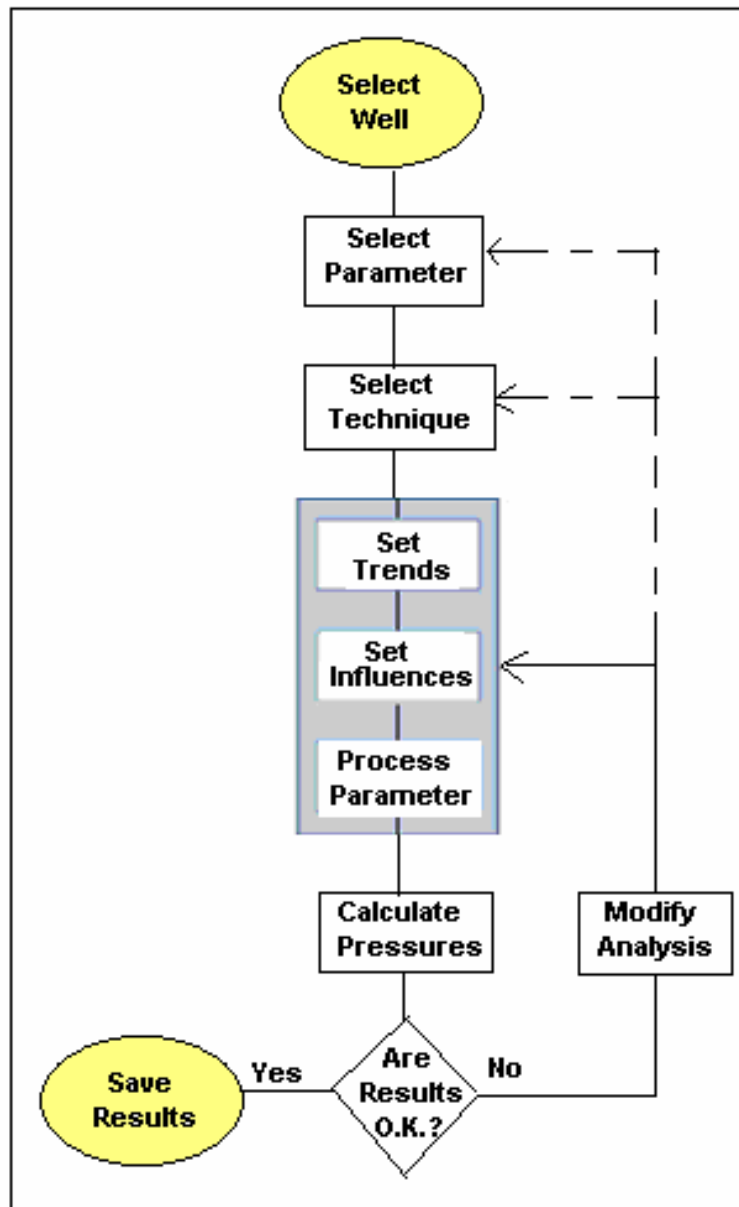 Select
Well
Select
Parameter
Select
Technique
Set
Trends
Set
Influences
Process
Parameter
Calculate
Pressures
Modify
Analysis
Are
Results
O.K.?
Yes
No
Save
Results